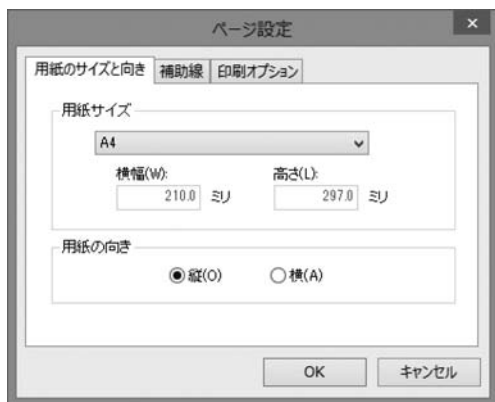 ページ設定
用紙のサイズと向き 補助線 印刷オプション
用紙サイズ
A4
横幅(W): 高さ(L):
210.0 ミリ 297.0 ミリ
用紙の向き
縦(O) 横(A)
OK キャンセル